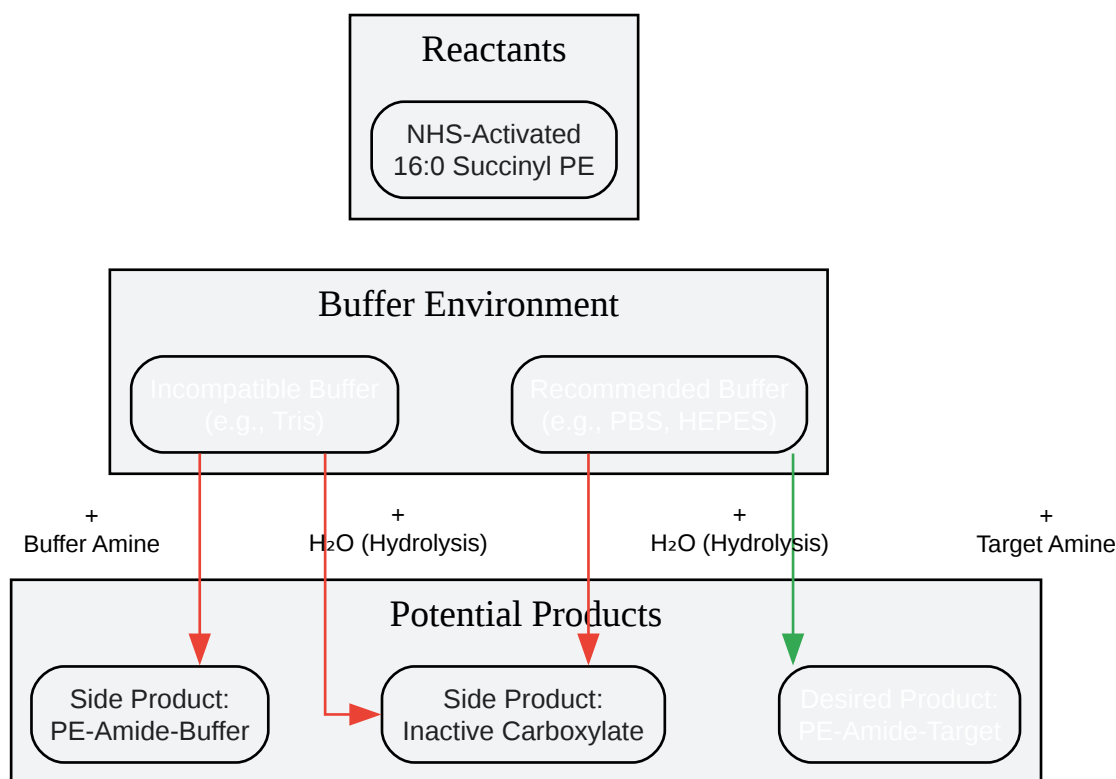 Reactants
NHS-Activated
16:0 Succinyl PE
Buffer Environment
Incompatible Buffer
(e.g., Tris)
Recommended Buffer
(e.g., PBS, HEPES)
+
Buffer Amine
+
H₂O (Hydrolysis)
+
H₂O (Hydrolysis)
+
Target Amine
Potential Products
Side Product:
PE-Amide-Buffer
Side Product:
Inactive Carboxylate
Desired Product:
PE-Amide-Target